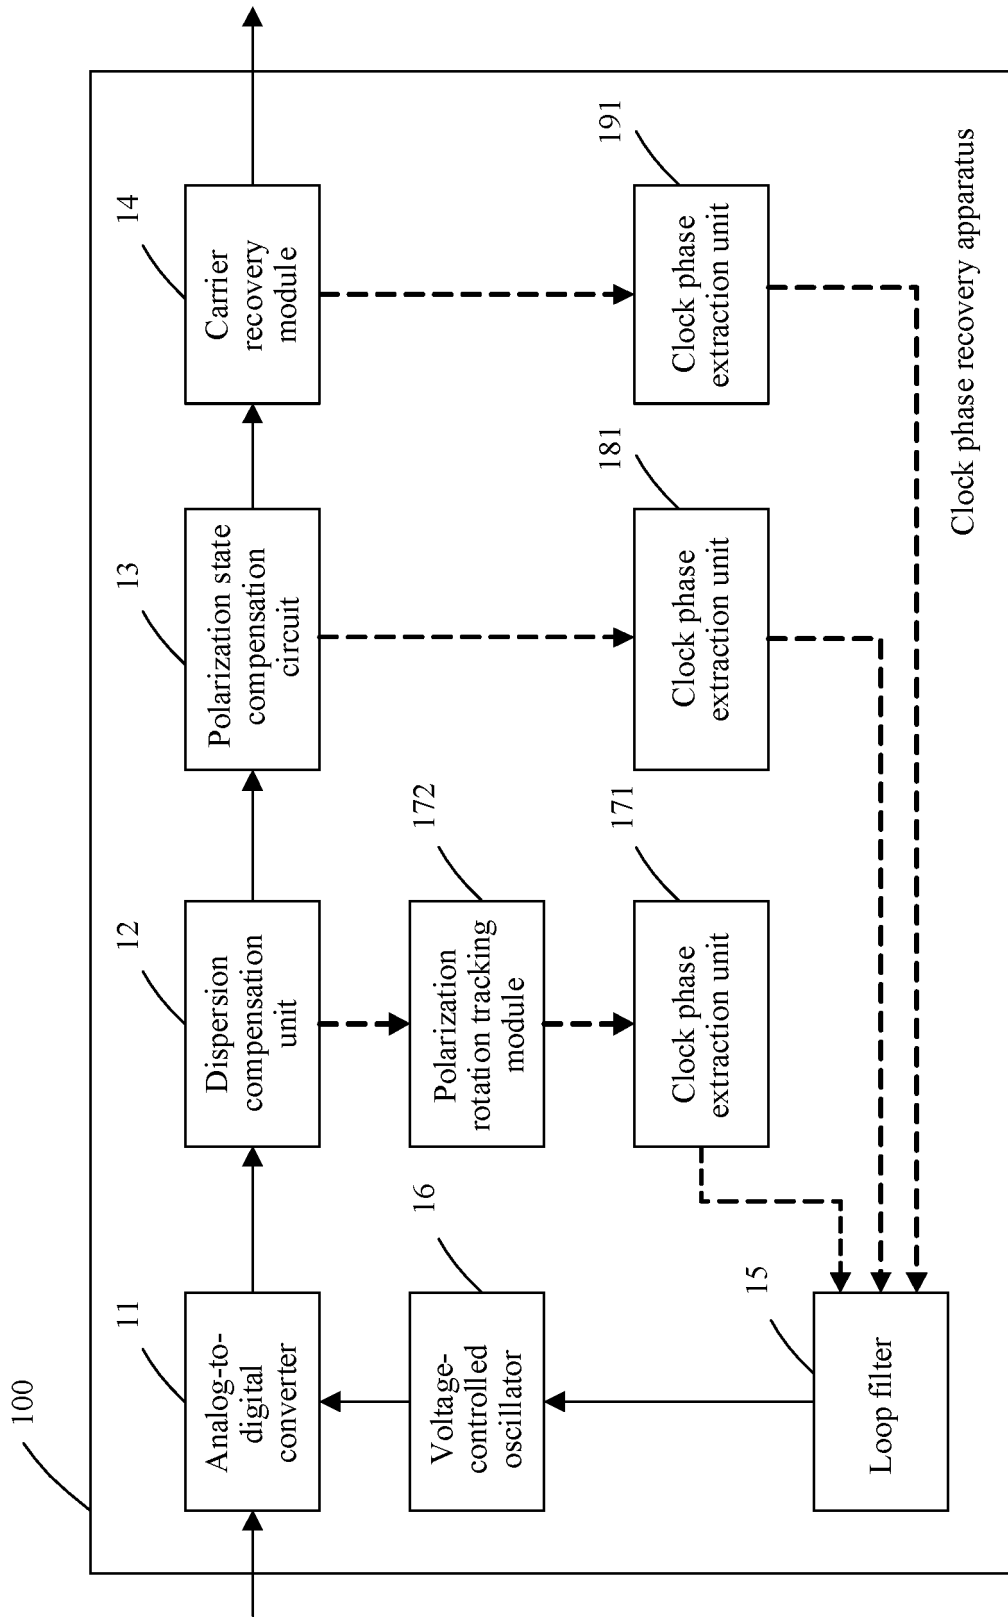 100
11
12
13
14
Analog-to-
digital
converter
Dispersion
compensation
unit
Polarization state
compensation
circuit
Carrier
recovery
module
16
172
Voltage-
controlled
oscillator
Polarization
rotation tracking
module
171
181
191
Clock phase
extraction unit
Clock phase
extraction unit
Clock phase
extraction unit
15
Loop filter
Clock phase recovery apparatus